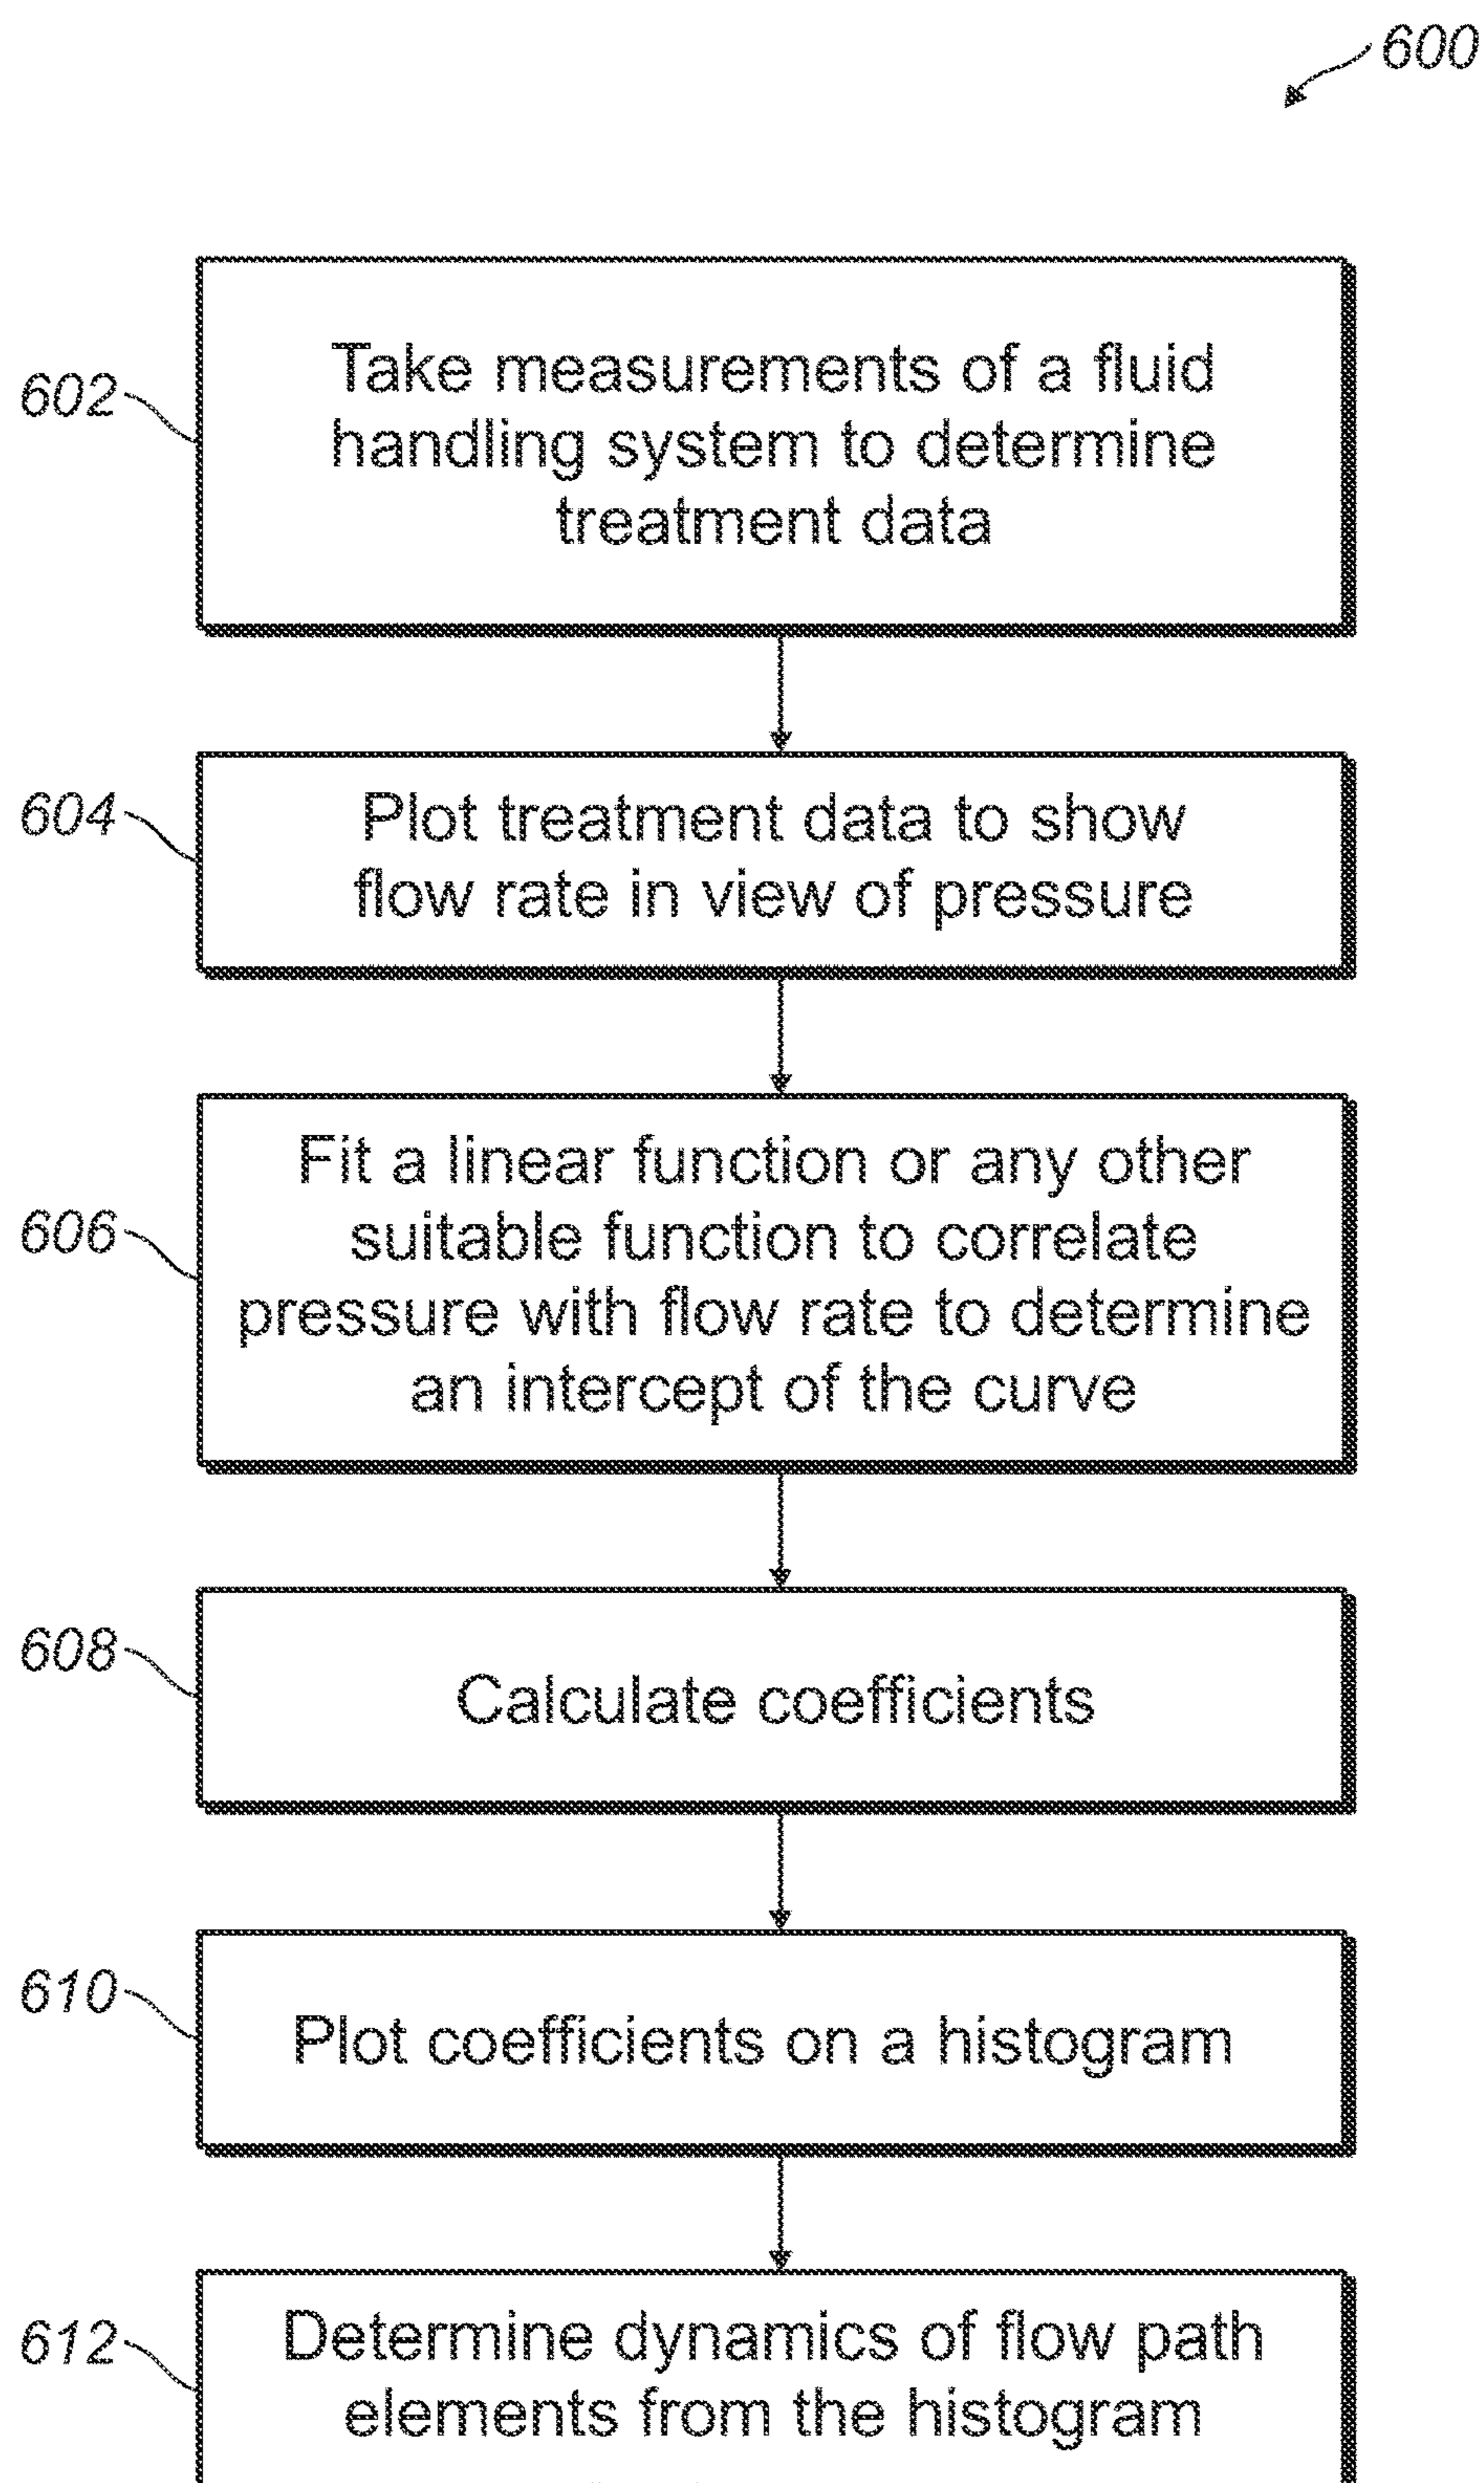 600
602
Take measurements of a fluid
handling system to determine
treatment data
604
Plot treatment data to show
flow rate in view of pressure
606
Fit a linear function or any other
suitable function to correlate
pressure with flow rate to determine
an intercept of the curve
608
Calculate coefficients
610
Plot coefficients on a histogram
612
Determine dynamics of flow path
elements from the histogram